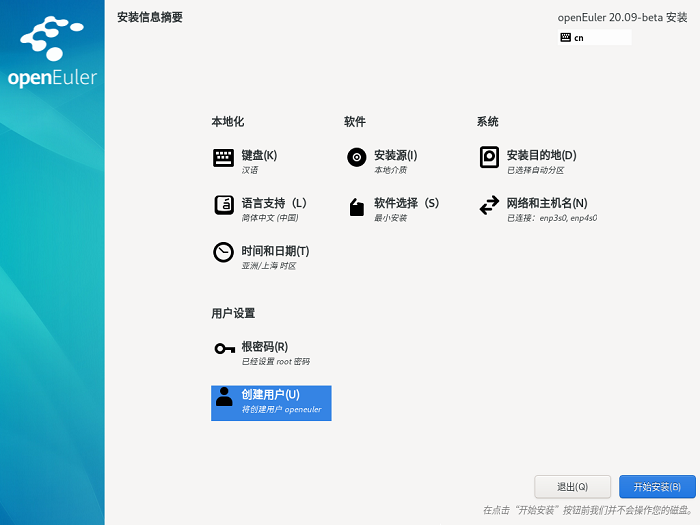 openEuler
安装信息摘要
openEuler 20.09-beta 安装
cn
本地化
键盘(K)
汉语
语言支持（L）
简体中文 (中国)
时间和日期(T)
亚洲/上海 时区
软件
安装源(I)
本地介质
软件选择（S）
最小安装
系统
安装目的地(D)
已选择自动分区
网络和主机名(N)
已连接：enp3s0, enp4s0
用户设置
根密码(R)
已经设置 root 密码
创建用户(U)
将创建用户 openeuler
退出(Q)
开始安装(B)
在点击“开始安装”按钮前我们并不会操作您的磁盘。